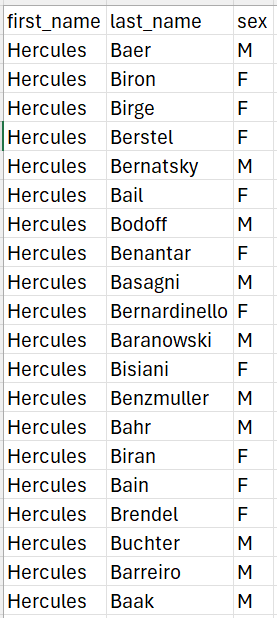 first_name last_name sex
Hercules Baer M
Hercules Biron F
Hercules Birge F
Hercules Berstel F
Hercules Bernatsky M
Hercules Bail F
Hercules Bodoff M
Hercules Benantar F
Hercules Basagni M
Hercules Bernardinello F
Hercules Baranowski M
Hercules Bisiani F
Hercules Benzmuller M
Hercules Bahr M
Hercules Biran F
Hercules Bain F
Hercules Brendel F
Hercules Buchter M
Hercules Barreiro M
Hercules Baak M